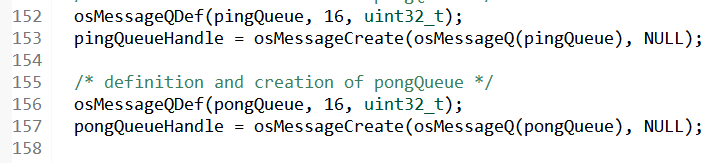 152 osMessageQDef(pingQueue, 16, uint32_t);
153 pingQueueHandle = osMessageCreate(osMessageQ(pingQueue), NULL);
154
155 /* definition and creation of pongQueue */
156 osMessageQDef(pongQueue, 16, uint32_t);
157 pongQueueHandle = osMessageCreate(osMessageQ(pongQueue), NULL);
158